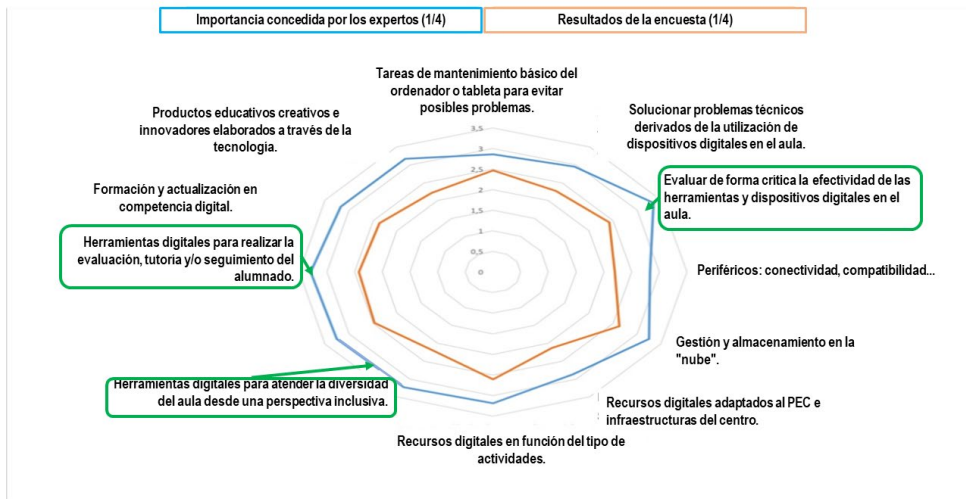 Importancia concedida por los expertos (1/4)
Resultados de la encuesta (1/4)
Tareas de mantenimiento básico del
ordenador o tableta para evitar
posibles problemas.
Productos educativos creativos e
innovadores elaborados a través de la
tecnología.
Solucionar problemas técnicos
derivados de la utilización de
dispositivos digitales en el aula.
Formación y actualización en
competencia digital.
Evaluar de forma crítica la efectividad de las
herramientas y dispositivos digitales en el
aula.
Herramientas digitales para realizar la
evaluación, tutoría y/o seguimiento del
alumnado.
Periféricos: conectividad, compatibilidad...
Gestión y almacenamiento en la
"nube".
Herramientas digitales para atender la diversidad
del aula desde una perspectiva inclusiva.
Recursos digitales adaptados al PEC e
infraestructuras del centro.
Recursos digitales en función del tipo de
actividades.
3,5
3
2
1,5
1
0,5
0